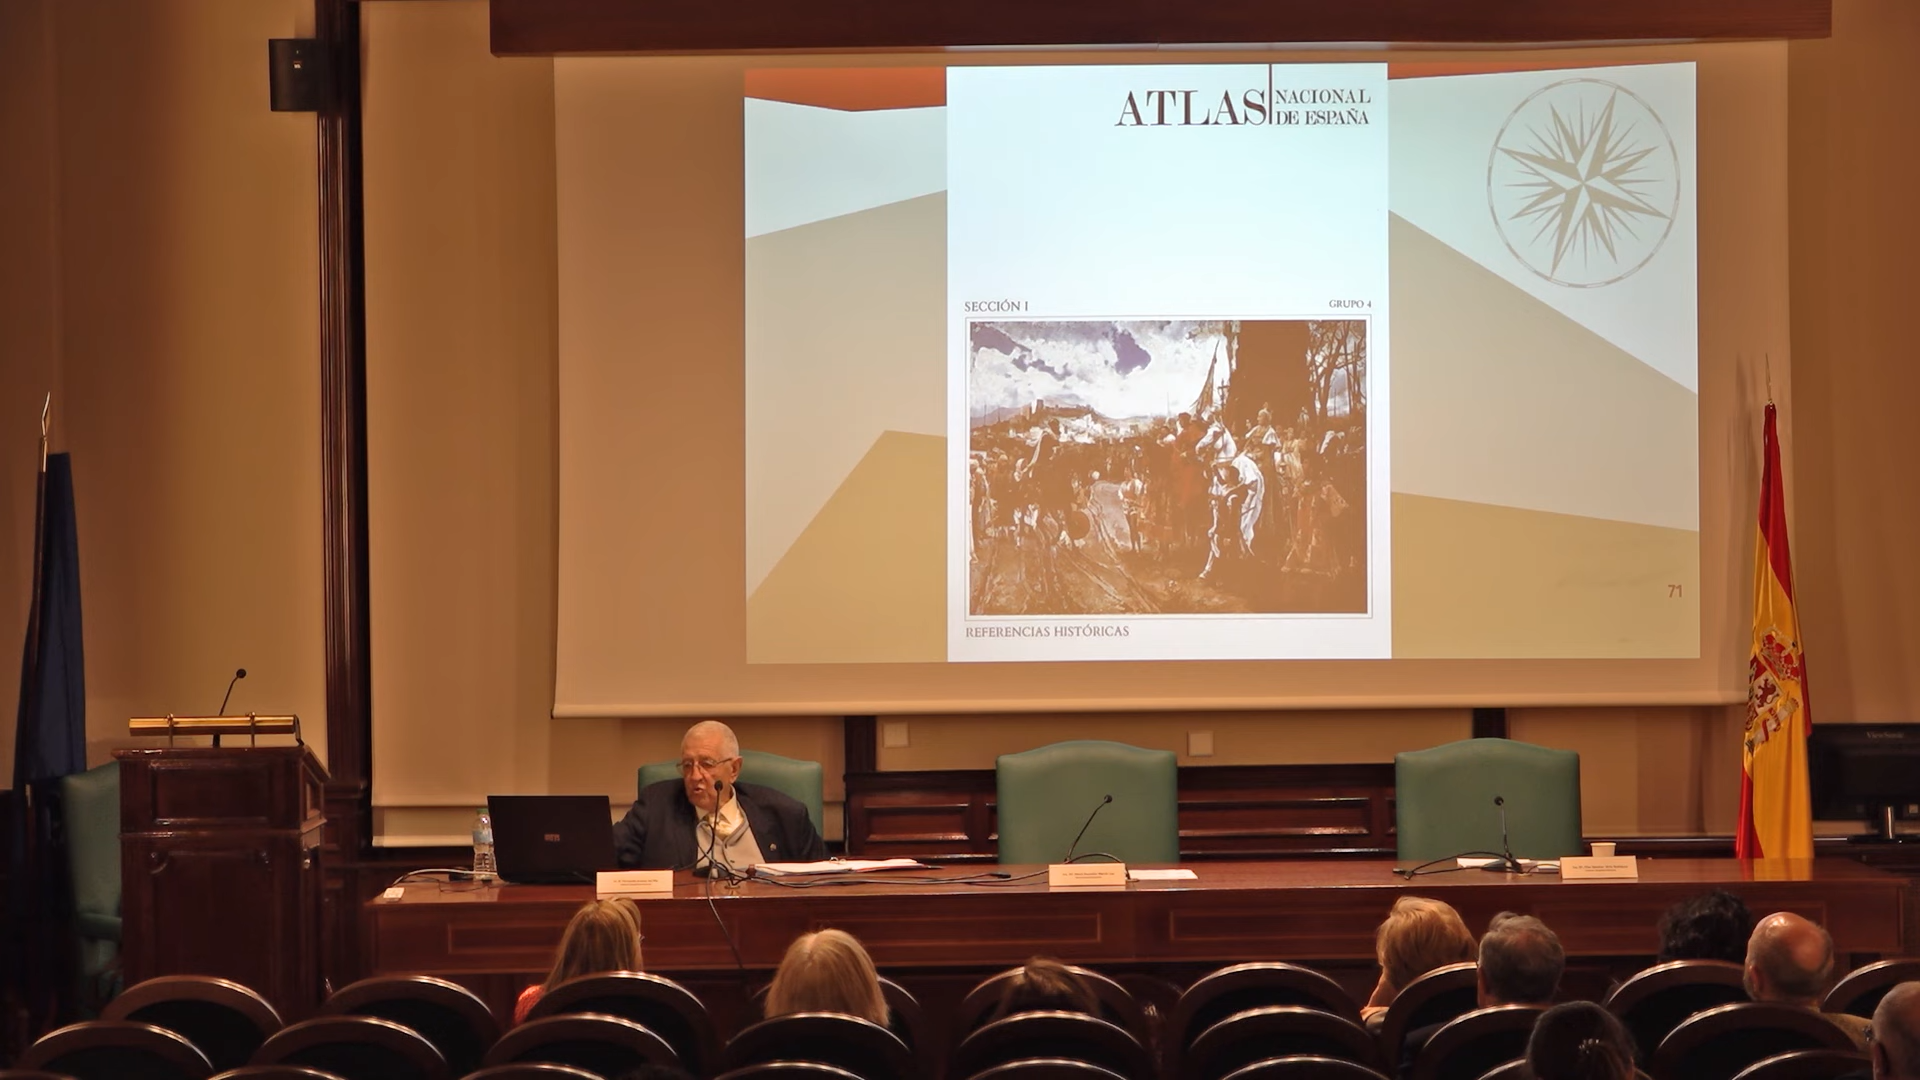 ATLAS
NACIONAL
DE ESPAÑA
SECCIÓN I
GRUPO 4
REFERENCIAS HISTÓRICAS
71